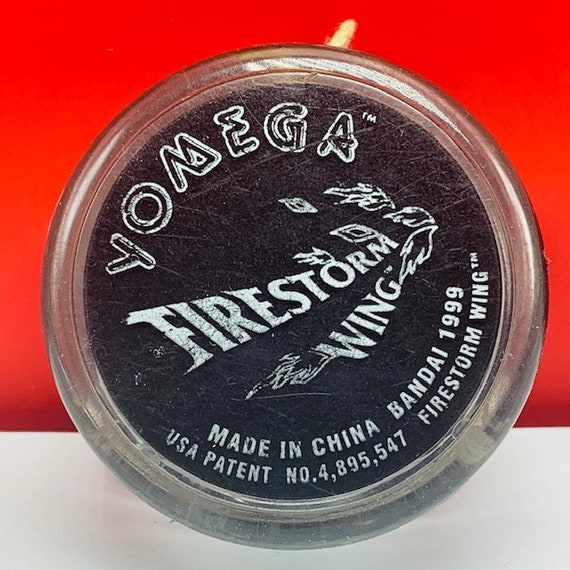 YOMEGA™
FIRESTORM
WING™
MADE IN CHINA BANDAI 1999
USA PATENT NO.4,895,547 FIRESTORM WING™